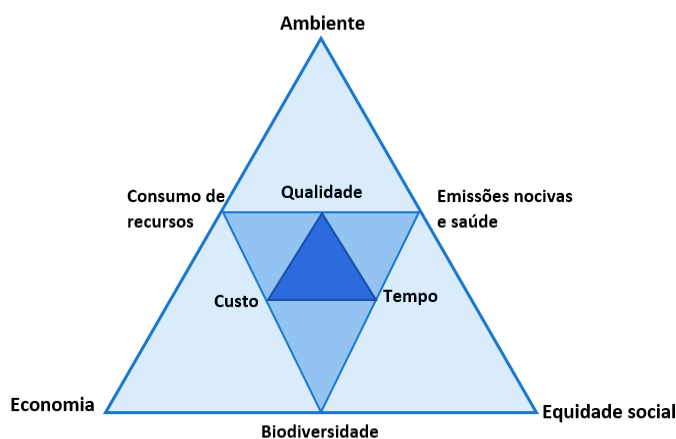 Ambiente
Consumo de
recursos
Qualidade
Emissões nocivas
e saúde
Custo
Tempo
Economia
Equidade social
Biodiversidade